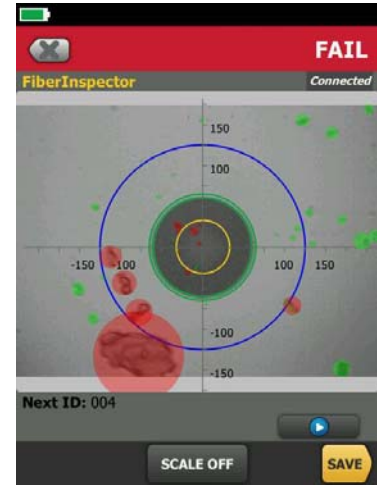 FAIL
FiberInspector Connected
150
100
-150 -100 100 150
-100
-150
Next ID: 004
SCALE OFF SAVE